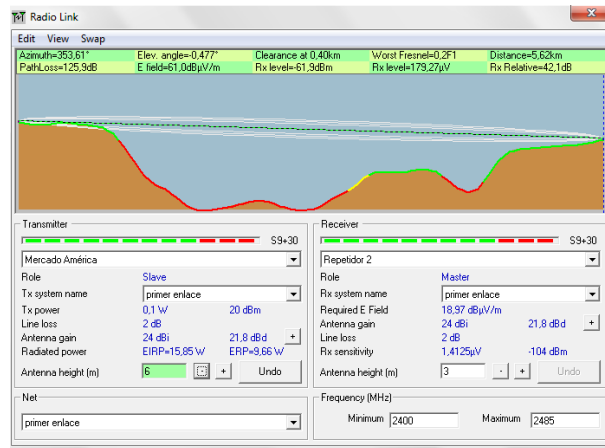 Radio Link
Edit View Swap
Azimuth=353,61° Elev. angle=-0,477° Clearance at 0,40km Worst Fresnel=0,2F1 Distance=5,62km
PathLoss=125,9dB E field=61,0dBµV/m Rx level=-61,9dBm Rx level=179,27µV Rx Relative=42,1dB
Transmitter
S9+30
Mercado América
Role Slave
Tx system name primer enlace
Tx power 0,1 W 20 dBm
Line loss 2 dB
Antenna gain 24 dBi 21,8 dBd +
Radiated power EIRP=15,85 W ERP=9,66 W
Antenna height (m) 6 - + Undo
Receiver
S9+30
Repetidor 2
Role Master
Rx system name primer enlace
Required E Field 18,97 dBµV/m
Antenna gain 24 dBi 21,8 dBd +
Line loss 2 dB
Rx sensitivity 1,4125µV -104 dBm
Antenna height (m) 3 - + Undo
Net
primer enlace
Frequency (MHz)
Minimum 2400 Maximum 2485